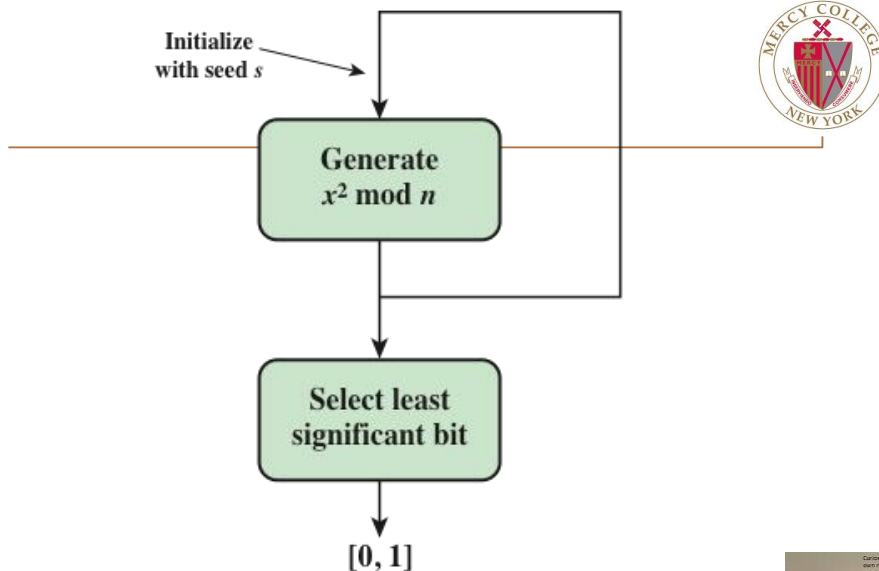 Initialize
with seed s
MERCY COLLEGE
NEW YORK
Generate
x² mod n
Select least
significant bit
[0, 1]